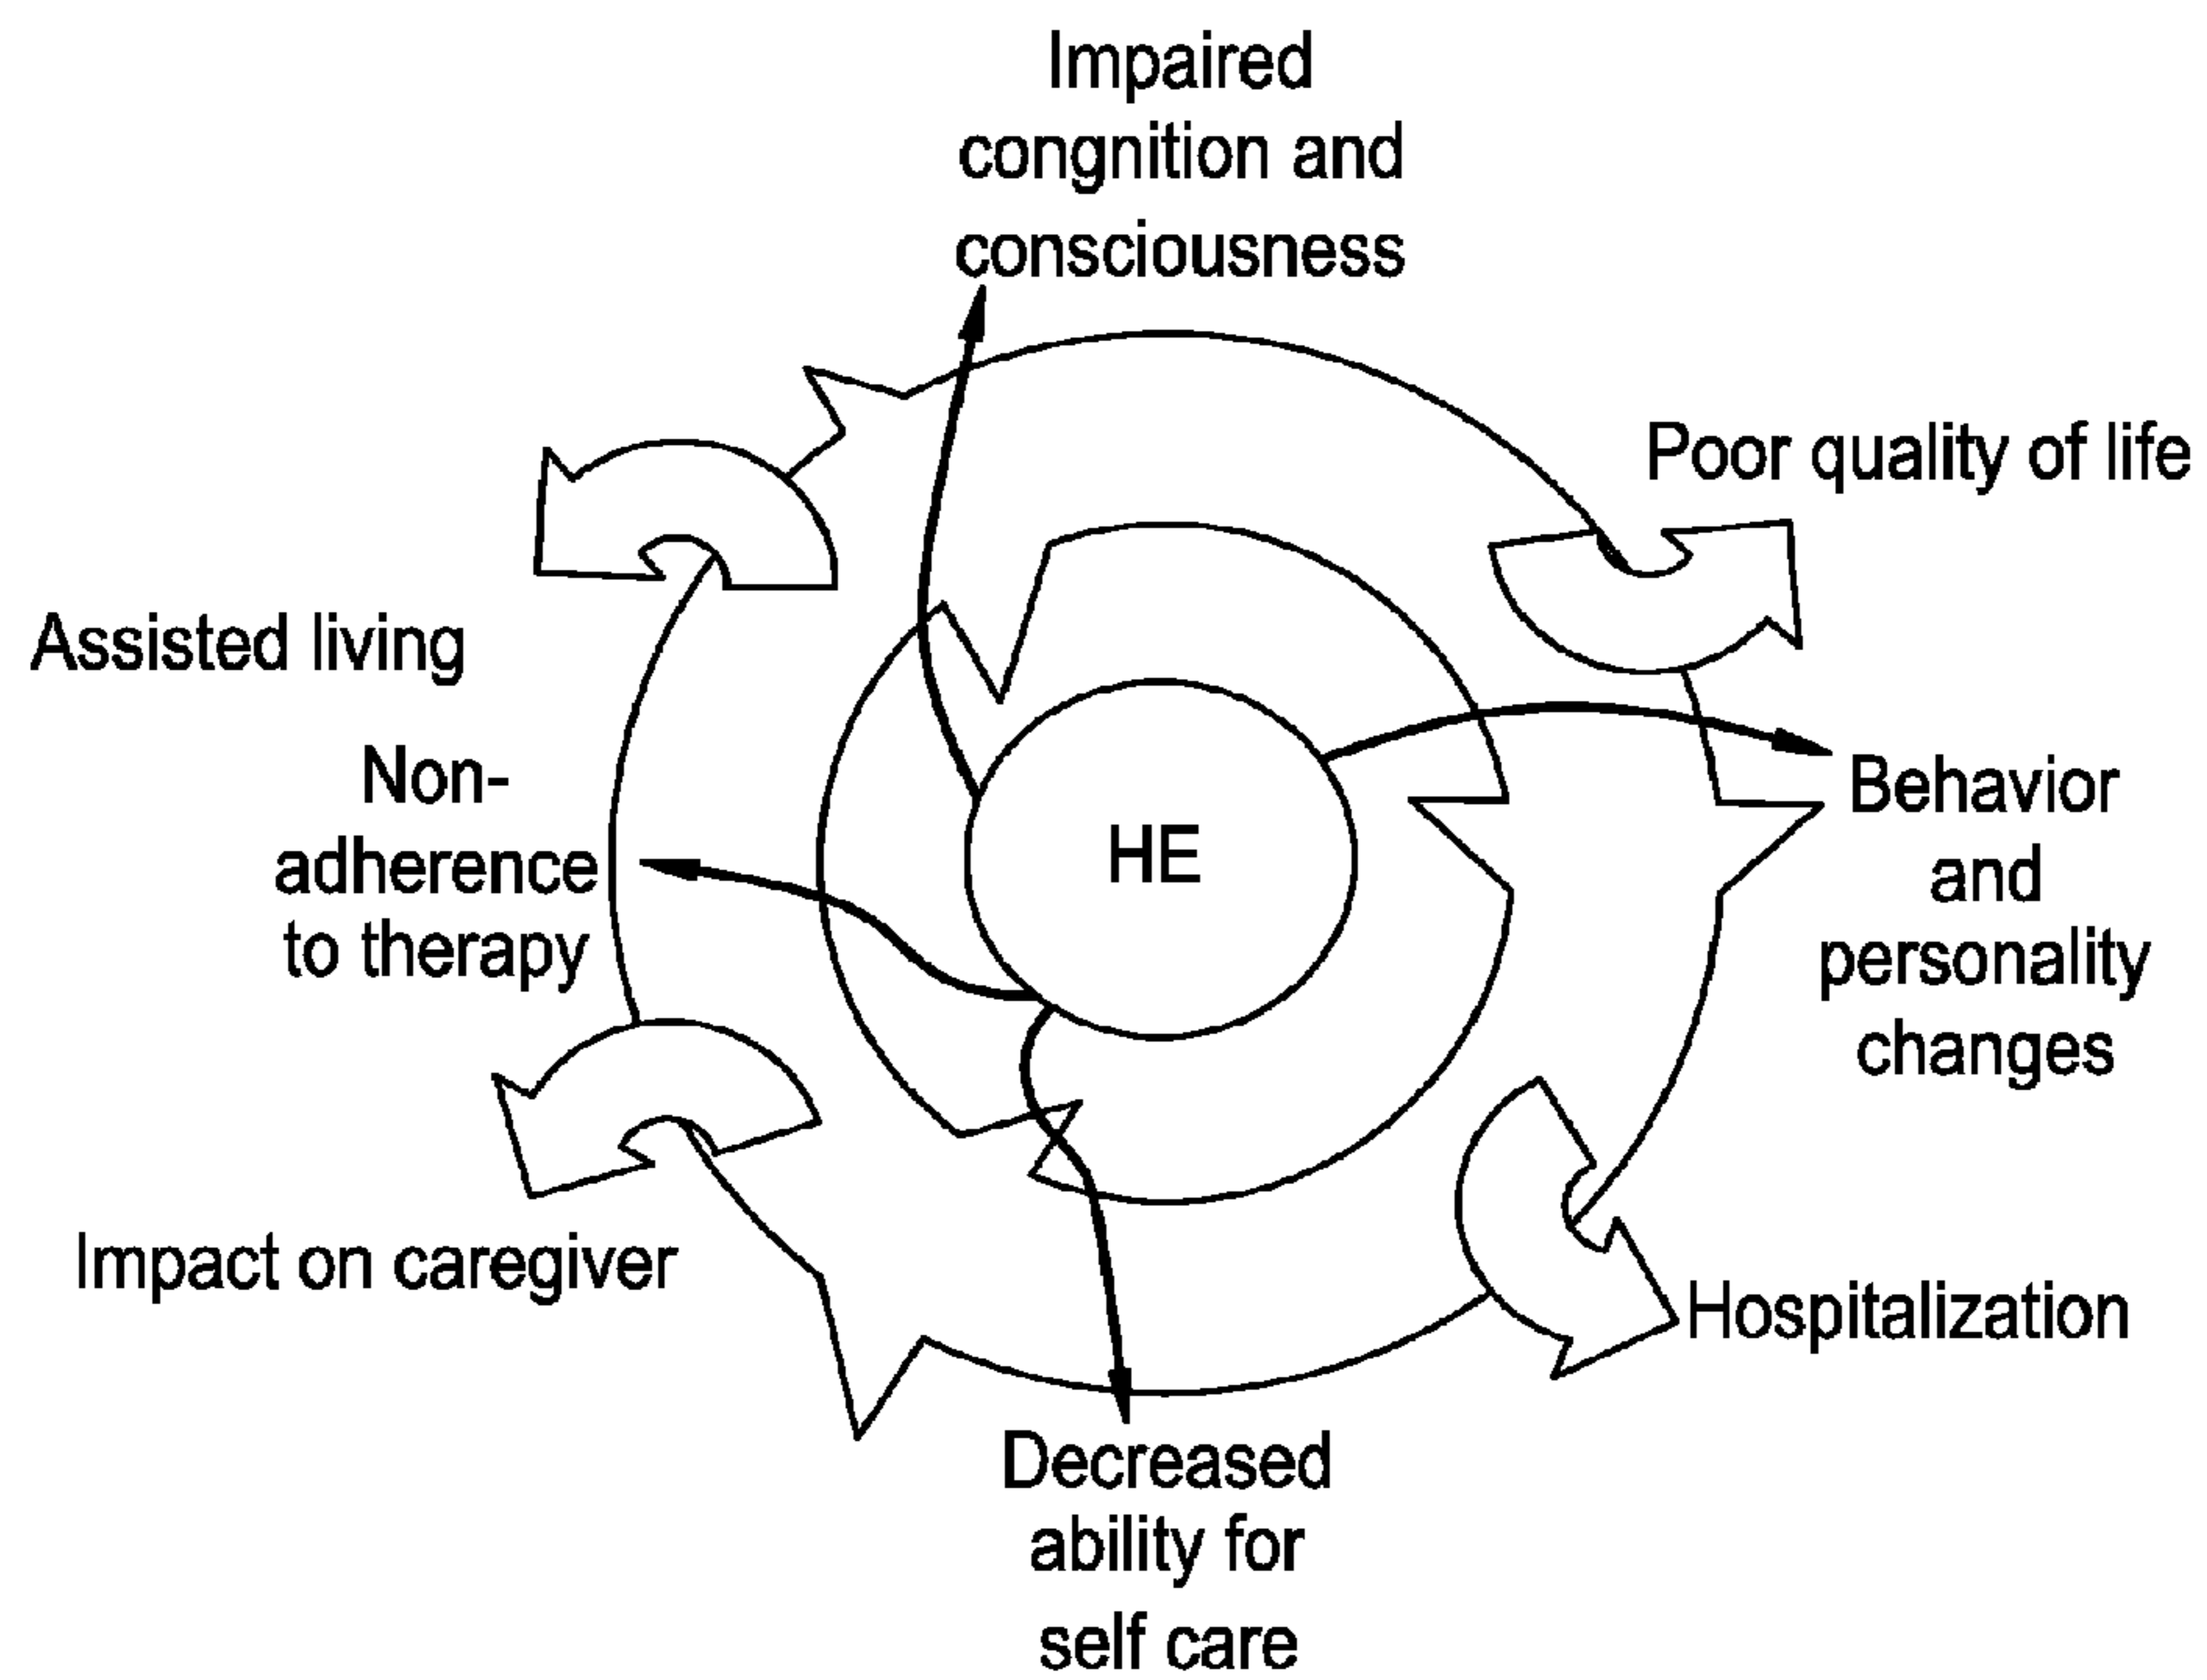 Impaired
congnition and
consciousness
Poor quality of life
Assisted living
Non-
adherence
to therapy
HE
Behavior
and
personality
changes
Impact on caregiver
Hospitalization
Decreased
ability for
self care